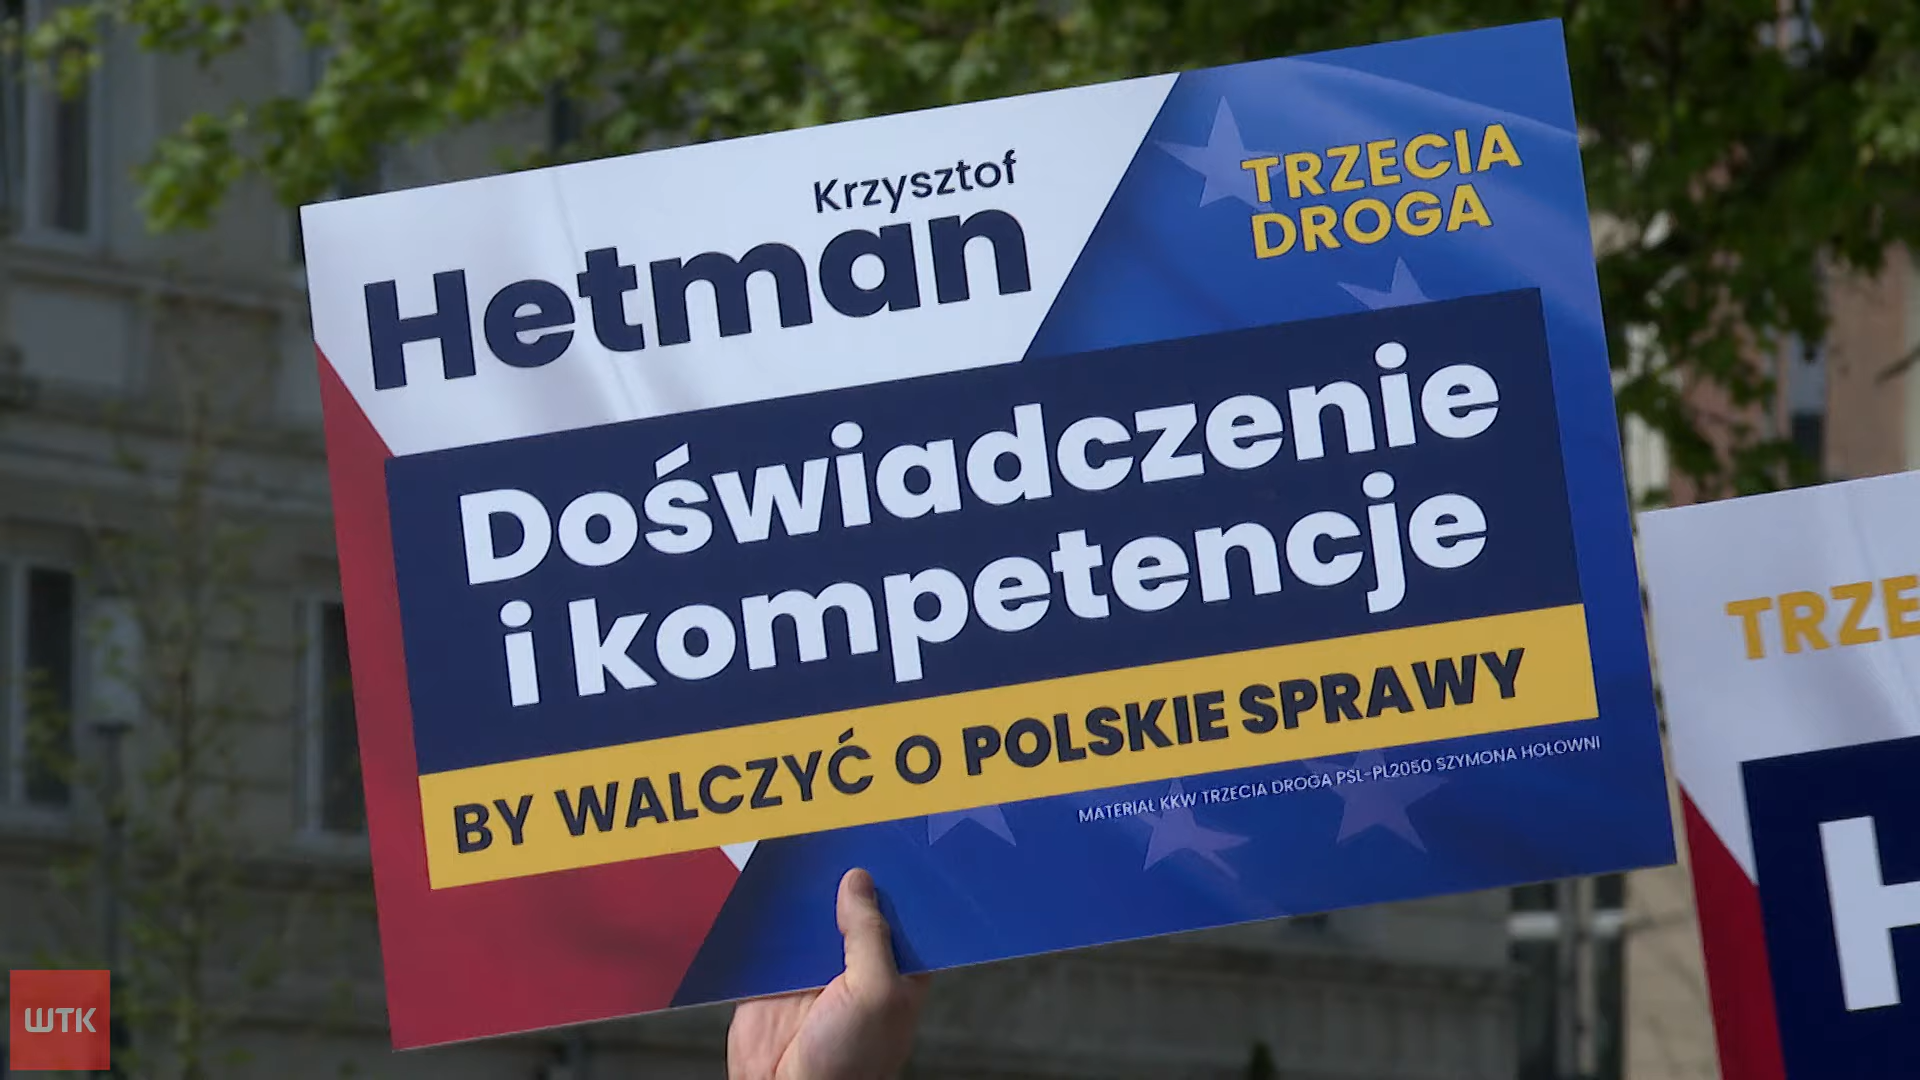 Krzysztof
Hetman
TRZECIA
DROGA
Doświadczenie
i kompetencje
BY WALCZYĆ O POLSKIE SPRAWY
MATERIAŁ KKW TRZECIA DROGA PSL-PL2050 SZYMONA HOŁOWNI
TRZE
H
WTK